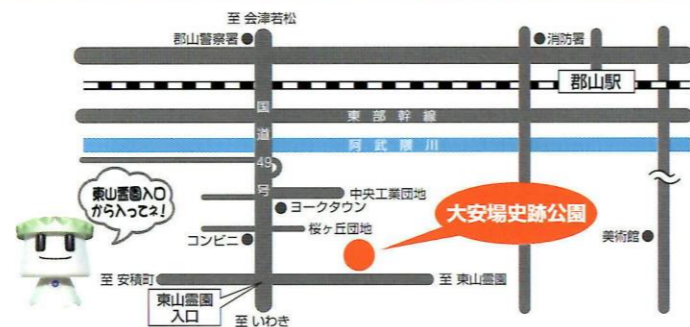 至 会津若松
郡山警察署
消防署
郡山駅
国道49号
東部幹線
阿武隈川
東山霊園入口
から入ってネ!
中央工業団地
ヨークタウン
大安場史跡公園
桜ヶ丘団地
コンビニ
美術館
至 安積町
至 東山霊園
東山霊園
入口
至 いわき